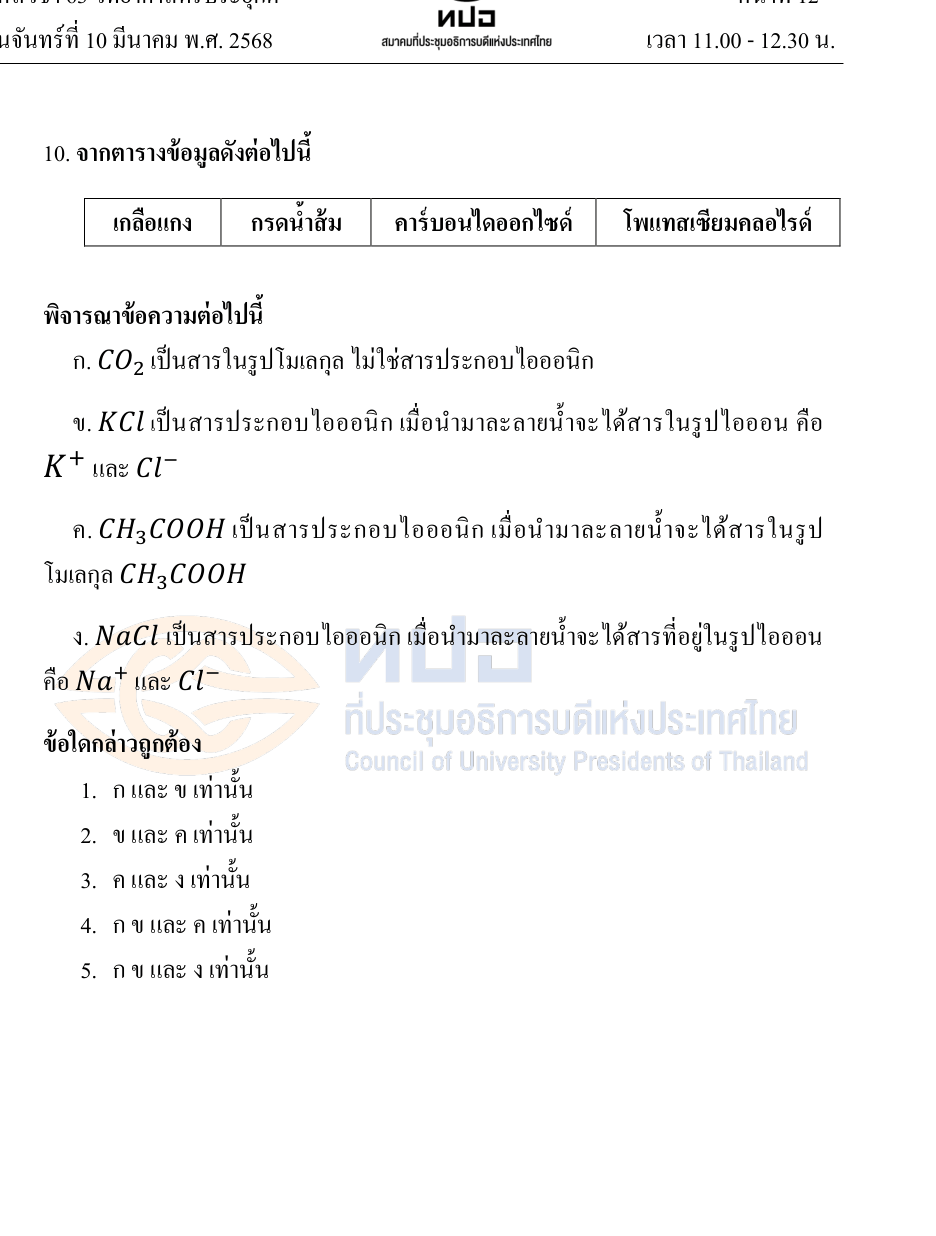 นจันทร์ที่ 10 มีนาคม พ.ศ. 2568
ทปอ
สมาคมที่ประชุมอธิการบดีแห่งประเทศไทย
เวลา 11.00 - 12.30 น.
10. จากตารางข้อมูลดังต่อไปนี้
เกลือแกง กรดน้ำส้ม คาร์บอนไดออกไซด์ โพแทสเซียมคลอไรด์
พิจารณาข้อความต่อไปนี้
ก. CO₂ เป็นสารในรูปโมเลกุล ไม่ใช่สารประกอบไอออนิก
ข. KCl เป็นสารประกอบไอออนิก เมื่อนำมาละลายน้ำจะได้สารในรูปไอออน คือ
K⁺ และ Cl⁻
ค. CH₃COOH เป็นสารประกอบไอออนิก เมื่อนำมาละลายน้ำจะได้สารในรูป
โมเลกุล CH₃COOH
ง. NaCl เป็นสารประกอบไอออนิก เมื่อนำมาละลายน้ำจะได้สารที่อยู่ในรูปไอออน
คือ Na⁺ และ Cl⁻
ทปอ
ที่ประชุมอธิการบดีแห่งประเทศไทย
Council of University Presidents of Thailand
ข้อใดกล่าวถูกต้อง
1. ก และ ข เท่านั้น
2. ข และ ค เท่านั้น
3. ค และ ง เท่านั้น
4. ก ข และ ค เท่านั้น
5. ก ข และ ง เท่านั้น